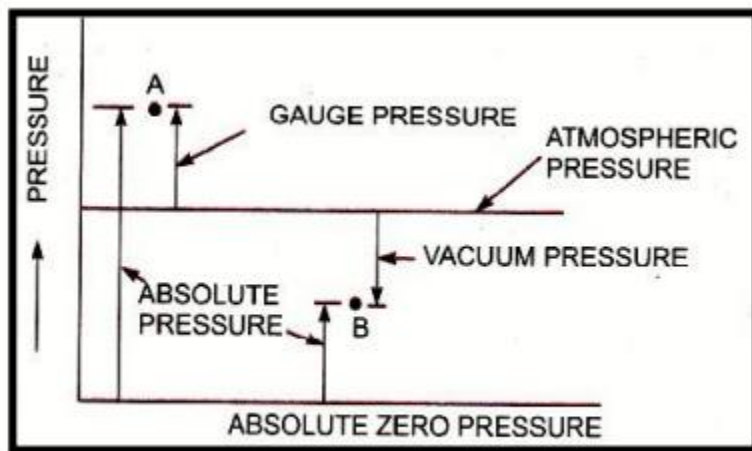 PRESSURE
A
GAUGE PRESSURE
ATMOSPHERIC
PRESSURE
VACUUM PRESSURE
ABSOLUTE
PRESSURE
B
ABSOLUTE ZERO PRESSURE